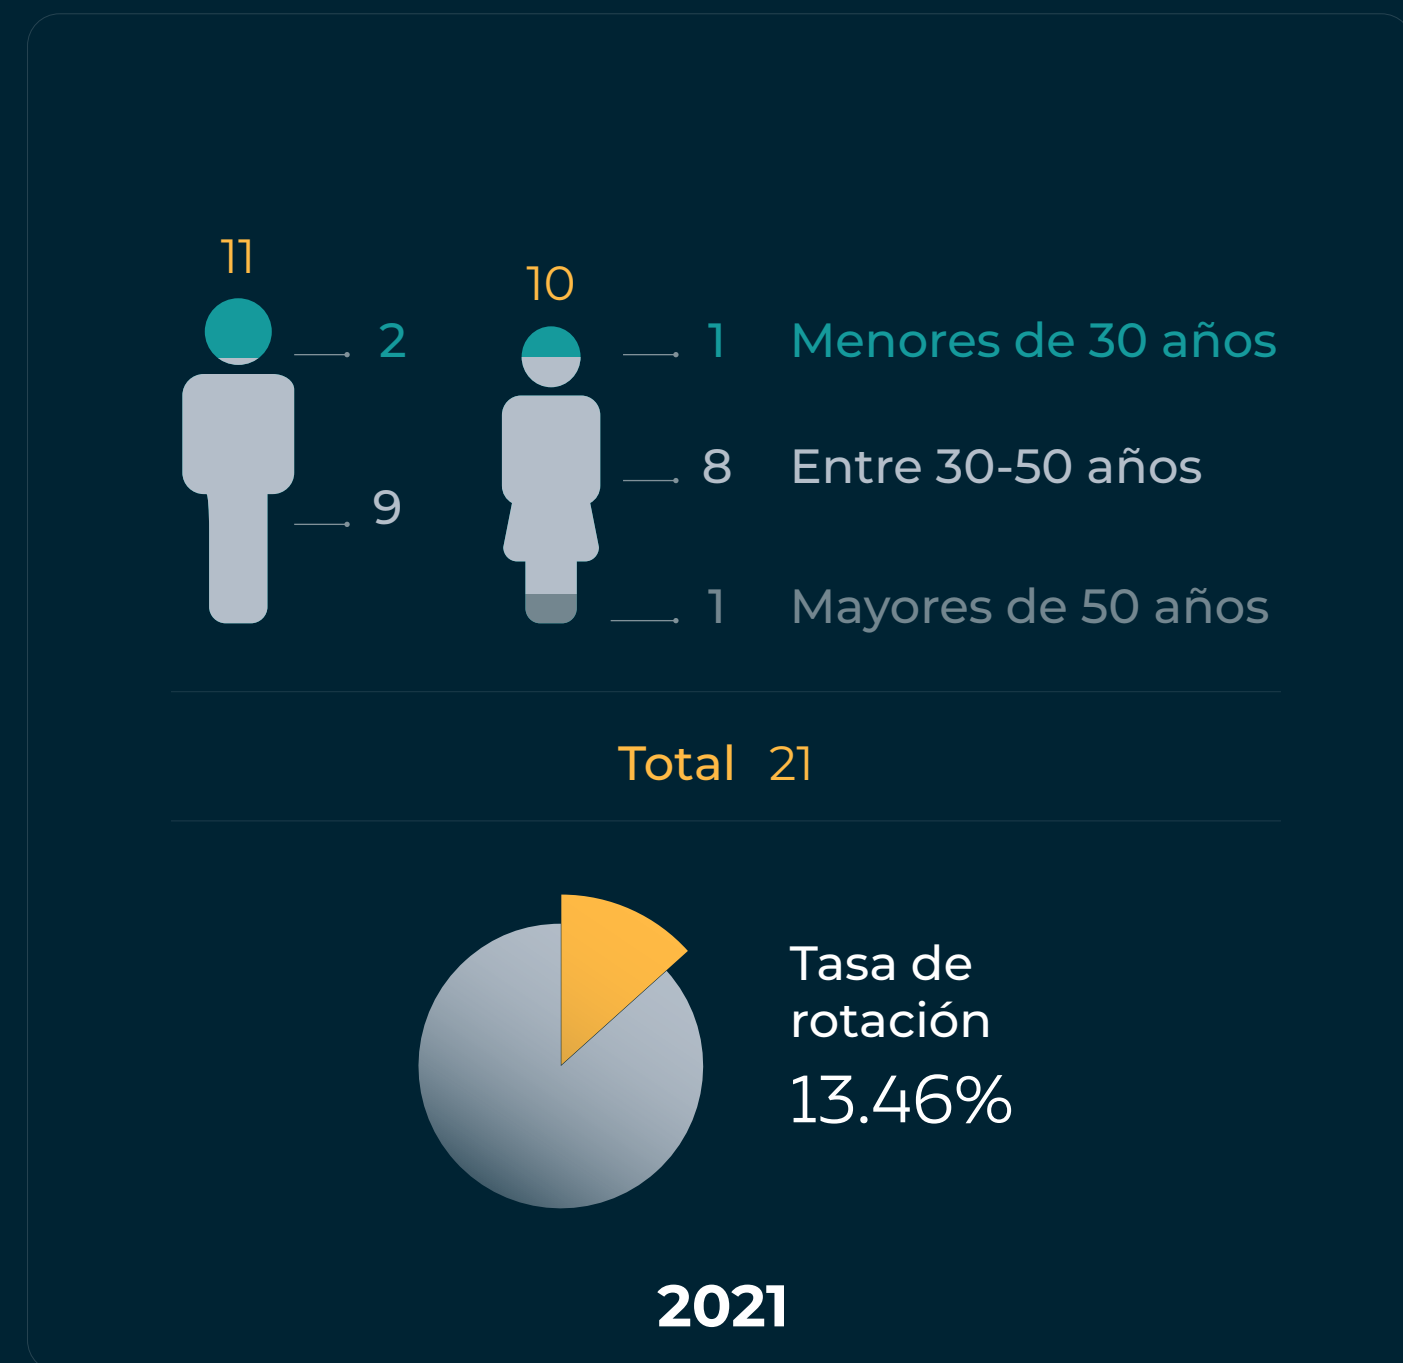 11
10
2
1 Menores de 30 años
8 Entre 30-50 años
9
1 Mayores de 50 años
Total 21
Tasa de
rotación
13.46%
2021